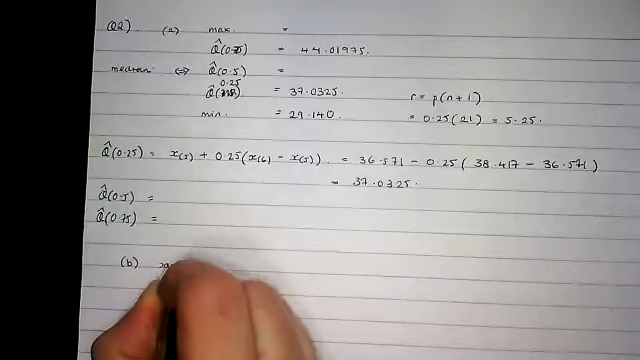 Q2) (a) max =
Q̂(0.75) = 44.01975.
median ⇔ Q̂(0.5) =
Q̂(0.25) = 37.0325. r = p(n+1)
min. = 29.140. = 0.25(21) = 5.25.
Q̂(0.25) = x(5) + 0.25(x(6) - x(5)) = 36.571 - 0.25(38.417 - 36.571)
= 37.0325.
Q̂(0.5) =
Q̂(0.75) =
(b)